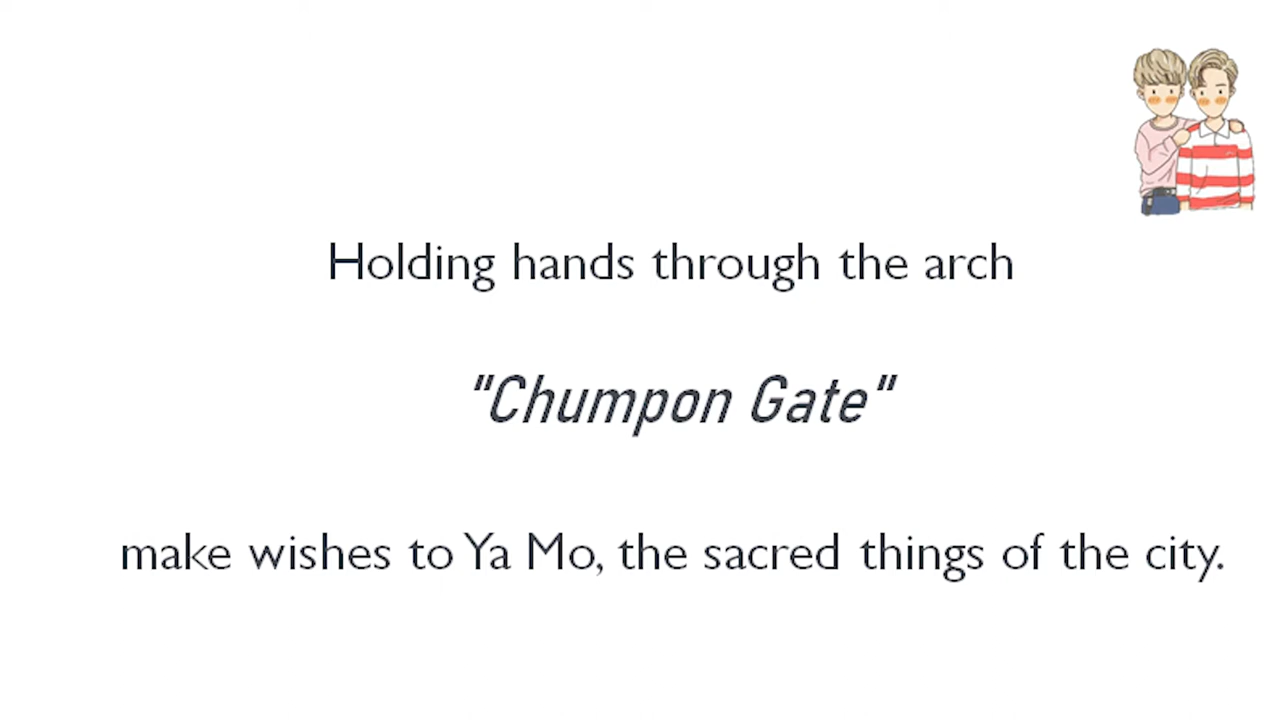 Holding hands through the arch
"Chumpon Gate"
make wishes to Ya Mo, the sacred things of the city.